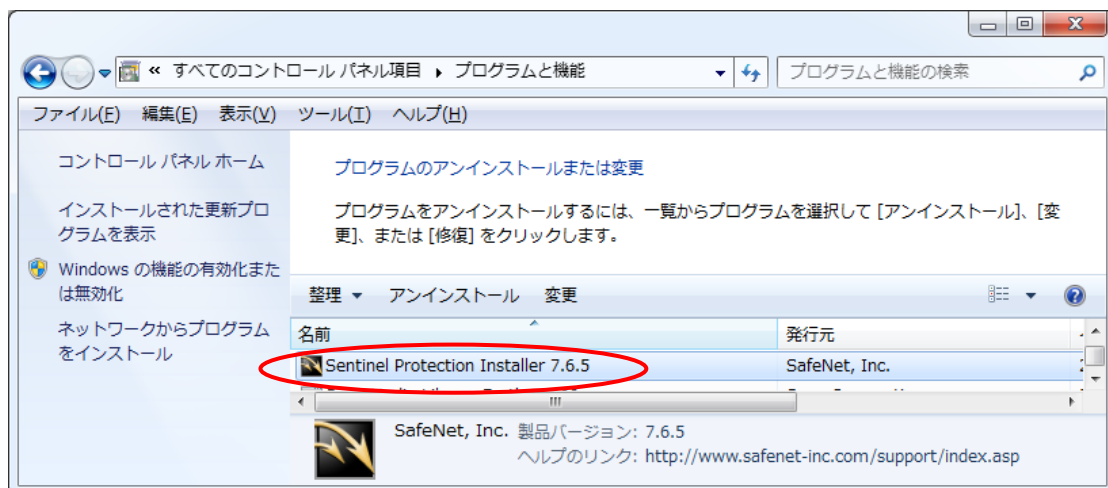 « すべてのコントロール パネル項目 ▸ プログラムと機能
プログラムと機能の検索
ファイル(F) 編集(E) 表示(V) ツール(T) ヘルプ(H)
コントロール パネル ホーム
インストールされた更新プロ
グラムを表示
Windows の機能の有効化また
は無効化
ネットワークからプログラム
をインストール
プログラムのアンインストールまたは変更
プログラムをアンインストールするには、一覧からプログラムを選択して [アンインストール]、[変
更]、または [修復] をクリックします。
整理 ▼ アンインストール 変更
名前 発行元
Sentinel Protection Installer 7.6.5 SafeNet, Inc.
SafeNet, Inc. 製品バージョン: 7.6.5
ヘルプのリンク: http://www.safenet-inc.com/support/index.asp